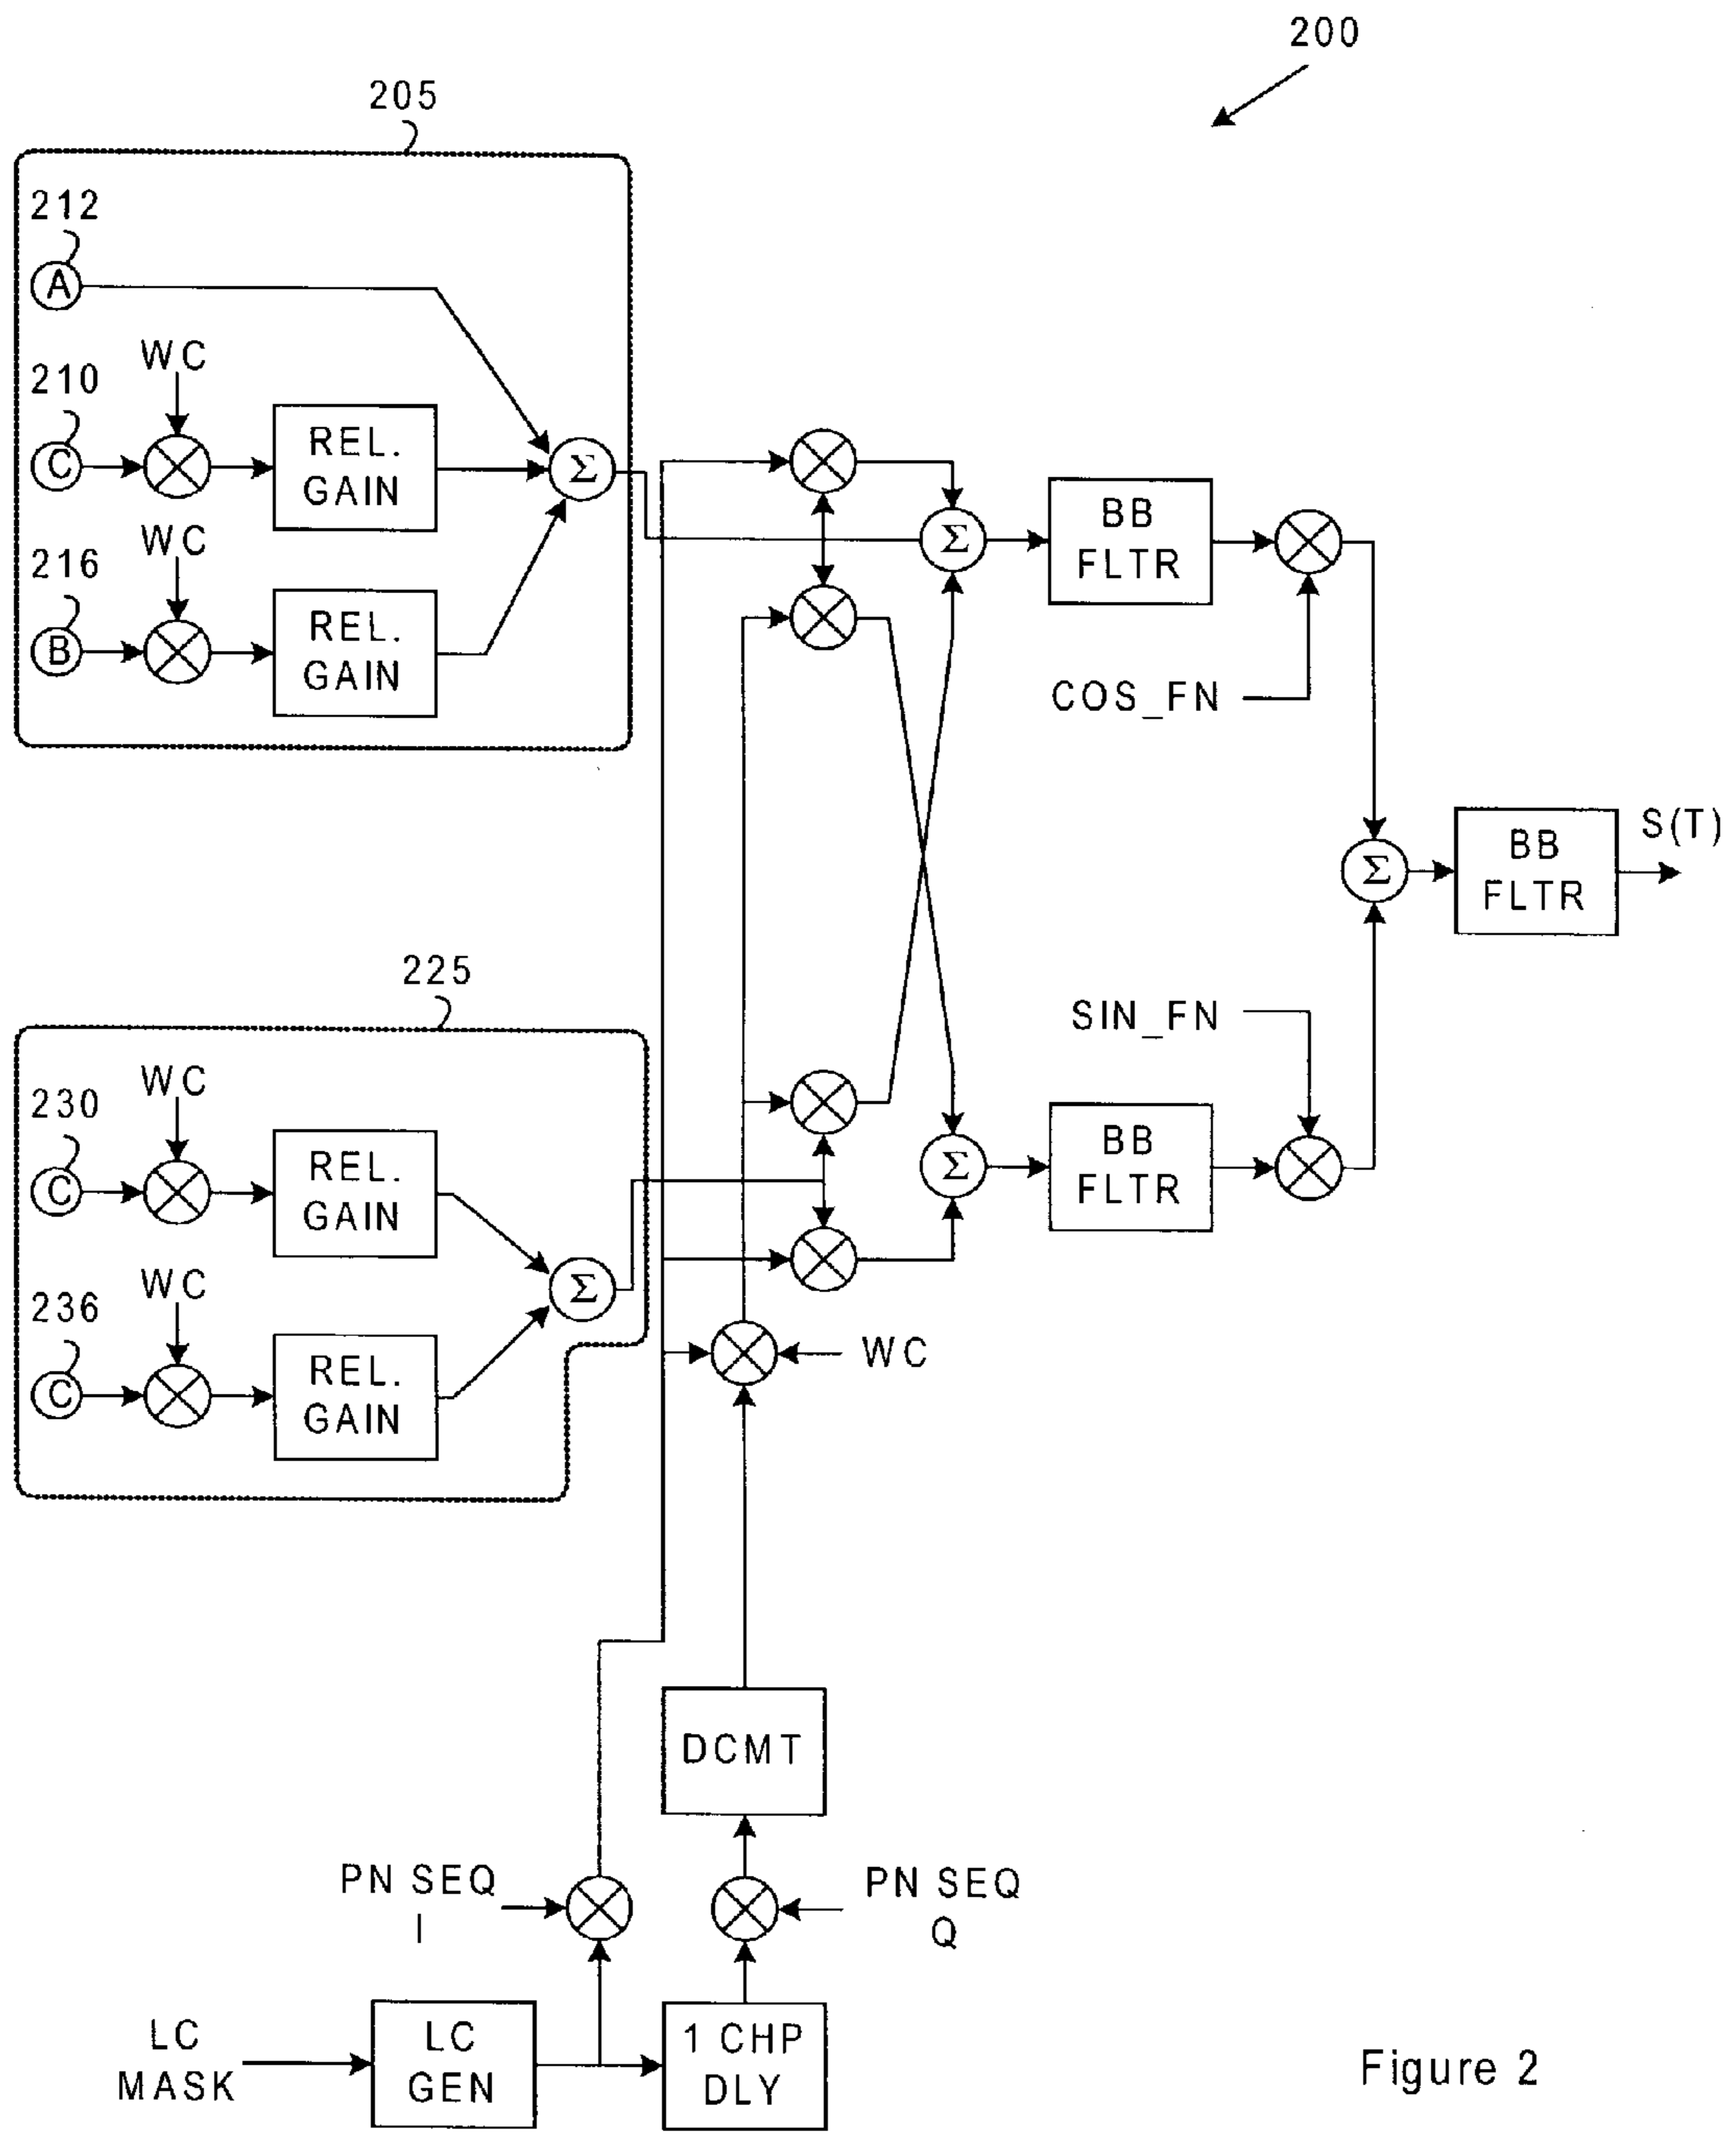 200
205
212
A
WC
210
C
REL.
GAIN
Σ
WC
216
B
REL.
GAIN
Σ
BB
FLTR
COS_FN
S(T)
Σ
BB
FLTR
225
SIN_FN
WC
230
C
REL.
GAIN
Σ
BB
FLTR
Σ
WC
236
C
REL.
GAIN
WC
DCMT
PN SEQ
I
PN SEQ
Q
LC
MASK
LC
GEN
1 CHP
DLY
Figure 2